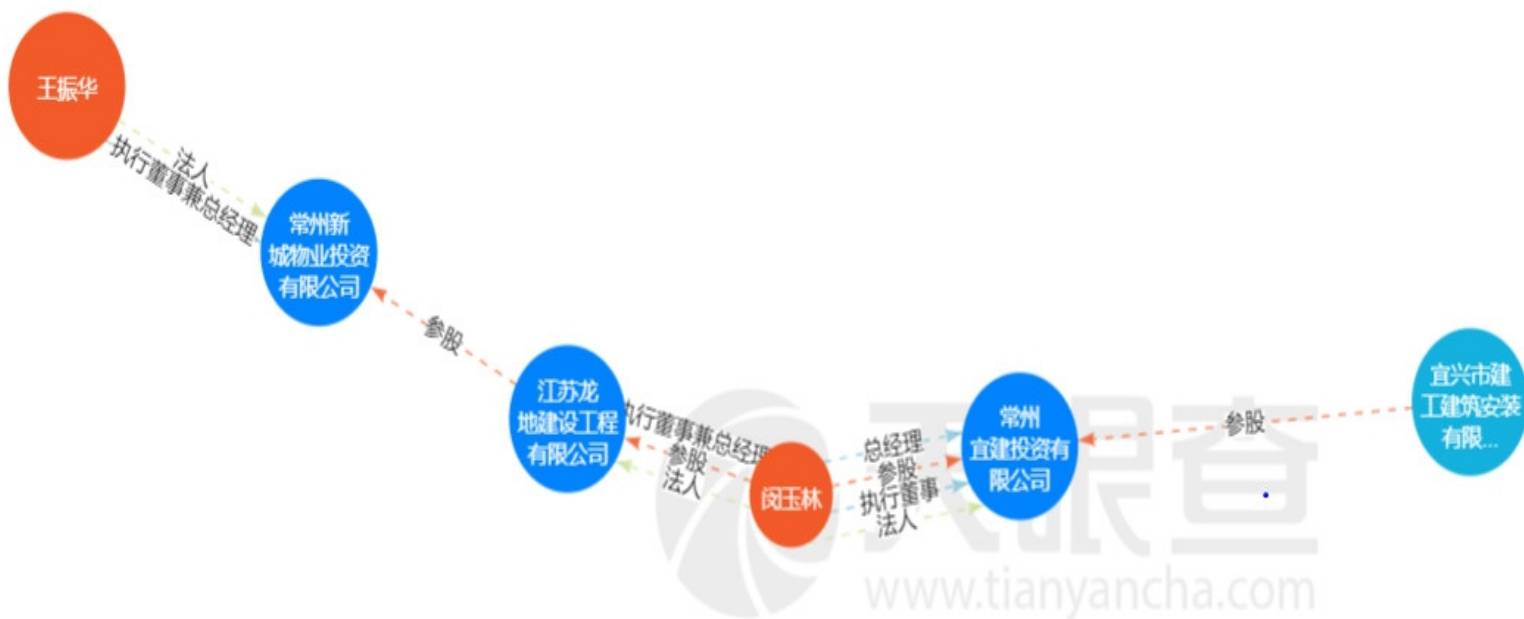 王振华
法人
执行董事兼总经理
常州新
城物业投资
有限公司
参股
江苏龙
地建设工程
有限公司
执行董事兼总经理
参股
法人
闵玉林
总经理
参股
执行董事
法人
常州
宜建投资有
限公司
参股
宜兴市建
工建筑安装
有限...
天眼查
www.tianyancha.com